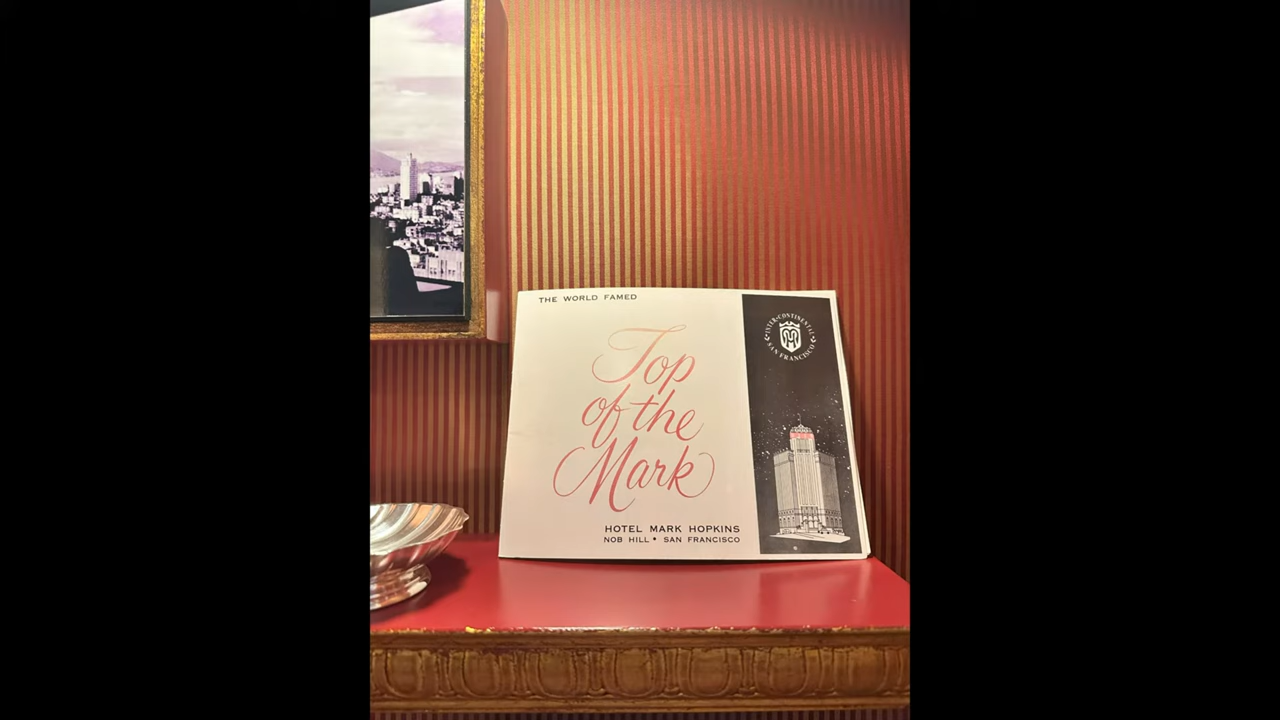 THE WORLD FAMED
Top
of the
Mark
HOTEL MARK HOPKINS
NOB HILL • SAN FRANCISCO
INTER•CONTINENTAL
SAN FRANCISCO